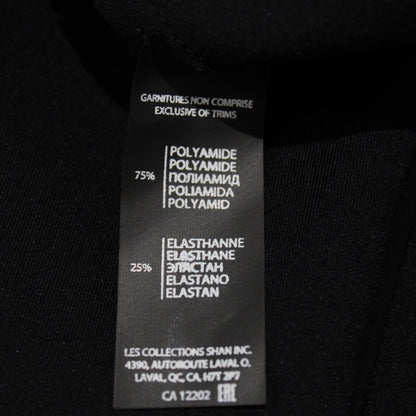 GARNITURES NON COMPRISE
EXCLUSIVE OF TRIMS
75%
POLYAMIDE
POLYAMIDE
ПОЛИАМИД
POLIAMIDA
POLYAMID
25%
ELASTHANNE
ELASTHANE
ЭЛАСТАН
ELASTANO
ELASTAN
LES COLLECTIONS SHAN INC.
4390, AUTOROUTE LAVAL O.
LAVAL, QC, CA, H7T 2P7
CA 12202 EAC